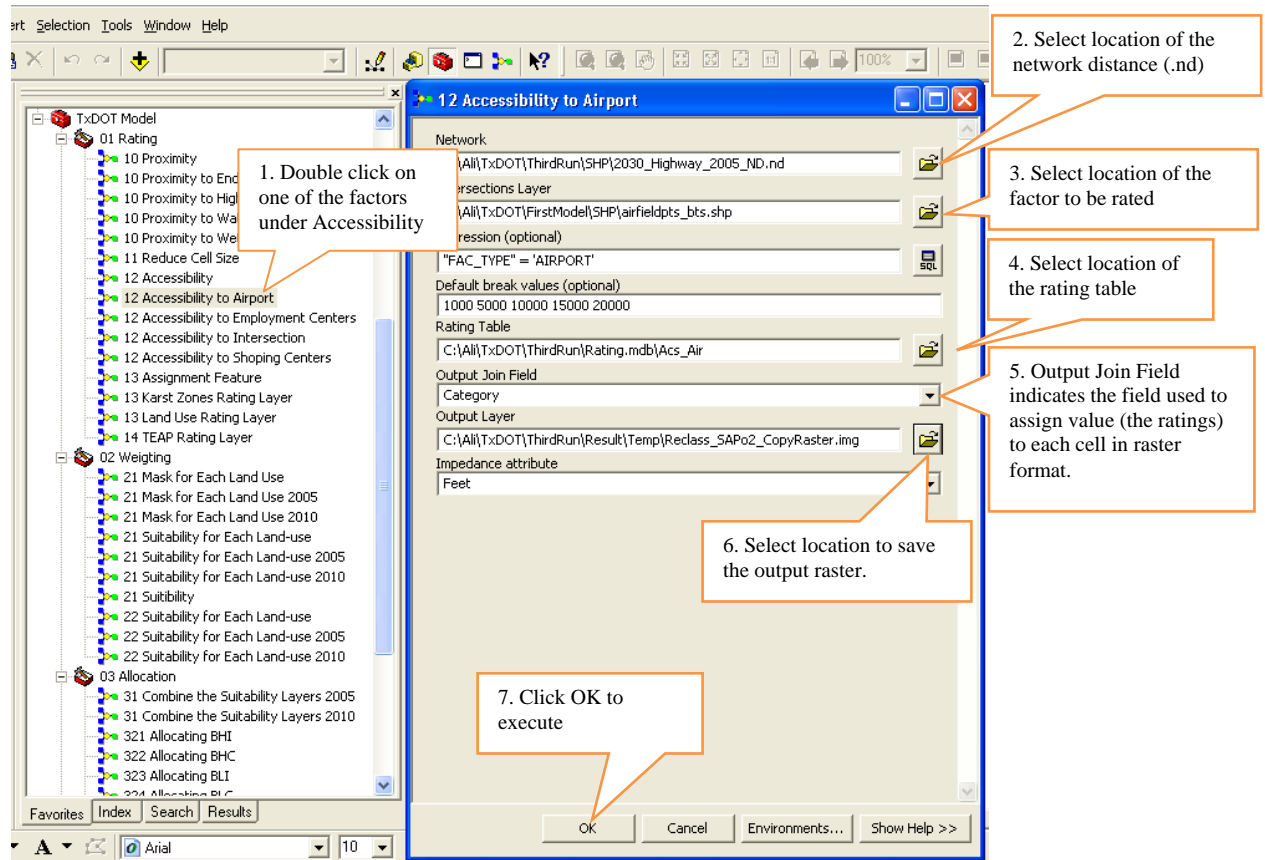 ert Selection Tools Window Help
100%
TxDOT Model
01 Rating
10 Proximity
10 Proximity to
10 Proximity to
10 Proximity to
10 Proximity to
11 Reduce Cell Size
12 Accessibility
12 Accessibility to Airport
12 Accessibility to Employment Centers
12 Accessibility to Intersection
12 Accessibility to Shoping Centers
13 Assignment Feature
13 Karst Zones Rating Layer
13 Land Use Rating Layer
14 TEAP Rating Layer
02 Weigting
21 Mask for Each Land Use
21 Mask for Each Land Use 2005
21 Mask for Each Land Use 2010
21 Suitability for Each Land-use
21 Suitability for Each Land-use 2005
21 Suitability for Each Land-use 2010
21 Suitibility
22 Suitability for Each Land-use
22 Suitability for Each Land-use 2005
22 Suitability for Each Land-use 2010
03 Allocation
31 Combine the Suitability Layers 2005
31 Combine the Suitability Layers 2010
321 Allocating BHI
322 Allocating BHC
323 Allocating BLI
324 Allocating BLC
Favorites Index Search Results
A Arial 10
1. Double click on
one of the factors
under Accessibility
12 Accessibility to Airport
Network
\Ali\TxDOT\ThirdRun\SHP\2030_Highway_2005_ND.nd
ersections Layer
\Ali\TxDOT\FirstModel\SHP\airfieldpts_bts.shp
ression (optional)
"FAC_TYPE" = 'AIRPORT'
SQL
Default break values (optional)
1000 5000 10000 15000 20000
Rating Table
C:\Ali\TxDOT\ThirdRun\Rating.mdb\Acs_Air
Output Join Field
Category
Output Layer
C:\Ali\TxDOT\ThirdRun\Result\Temp\Reclass_SAPo2_CopyRaster.img
Impedance attribute
Feet
OK Cancel Environments... Show Help >>
2. Select location of the
network distance (.nd)
3. Select location of the
factor to be rated
4. Select location of
the rating table
5. Output Join Field
indicates the field used to
assign value (the ratings)
to each cell in raster
format.
6. Select location to save
the output raster.
7. Click OK to
execute